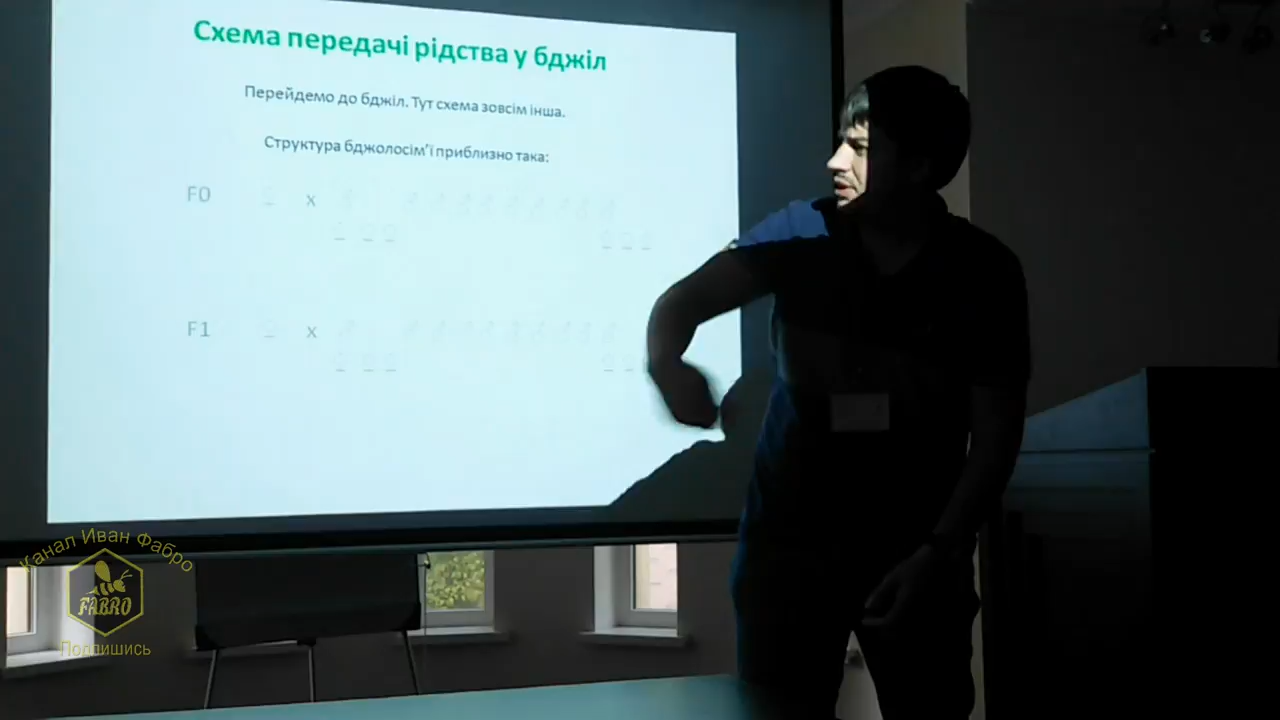 Схема передачі рідства у бджіл
Перейдемо до бджіл. Тут схема зовсім інша.
Структура бджолосім'ї приблизно така:
F0 x
F1 x
Канал Иван Фабро
FABRO
Подпишись